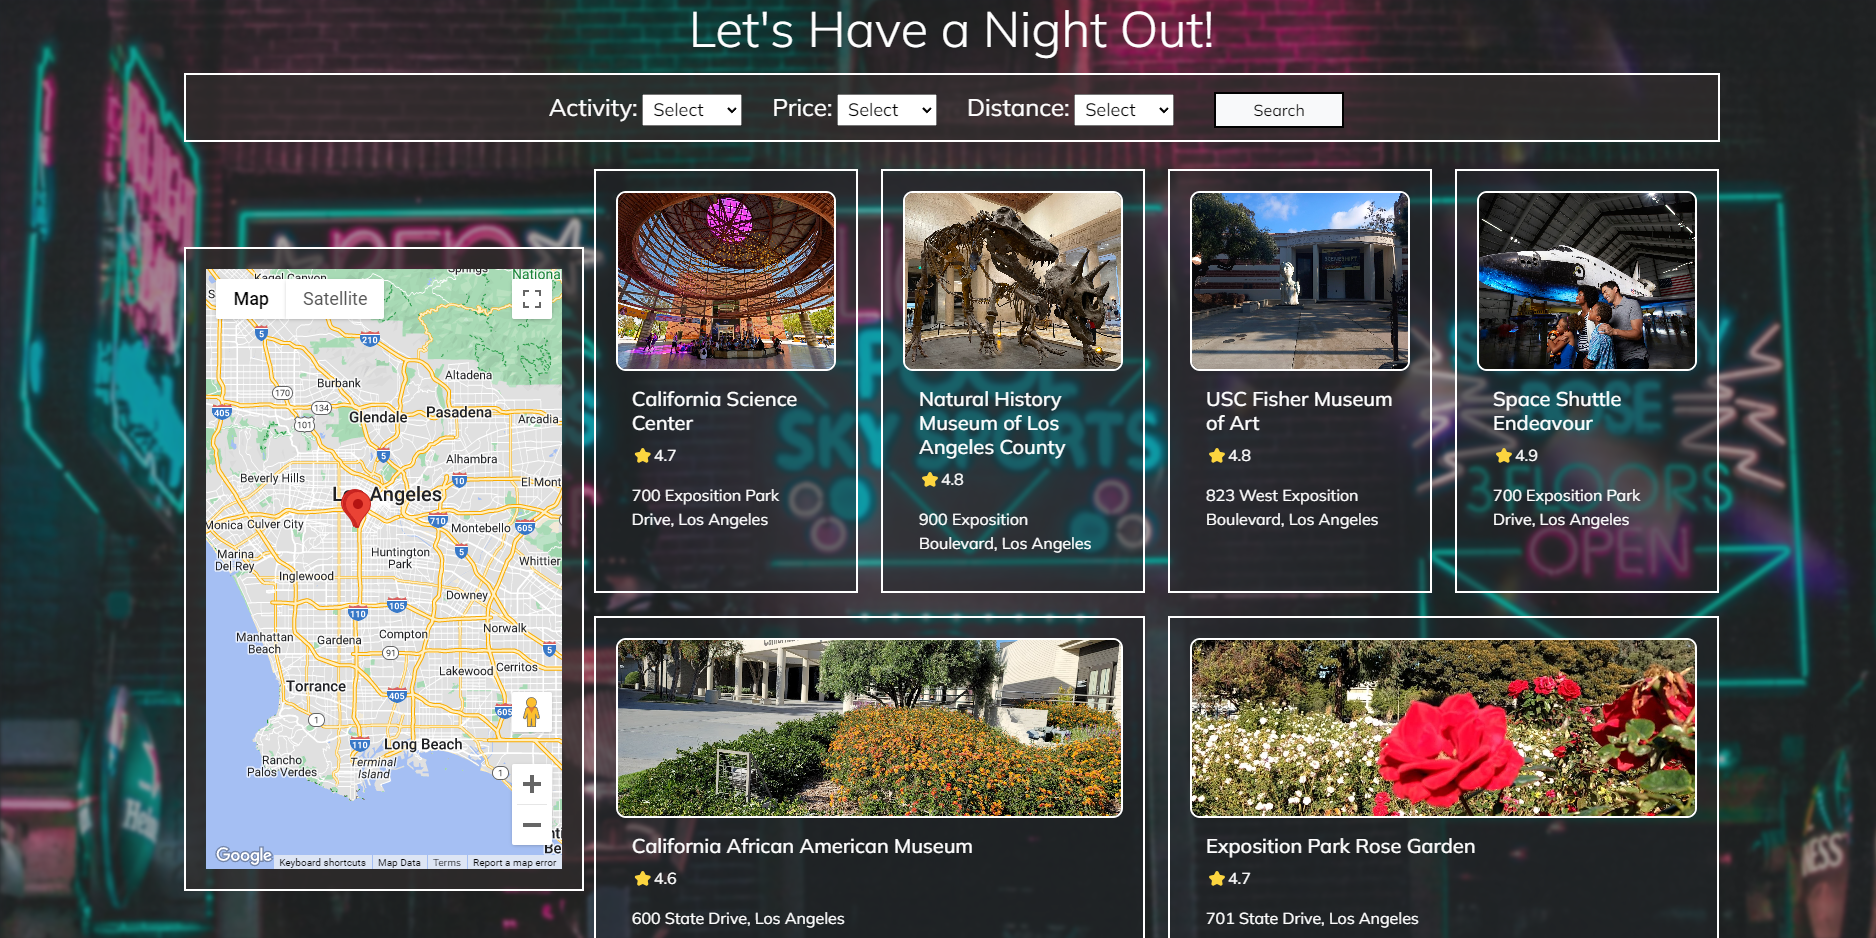 Let's Have a Night Out!
Activity: Select Price: Select Distance: Select Search
Map Satellite
Kagel Canyon
Springs
Nationa
S
5
210
Burbank
Altadena
170
134
405
101
Glendale
Pasadena
Arcadia
5
Alhambra
Beverly Hills
10
El Mont
Los Angeles
Monica Culver City
710
Montebello
605
Marina
Del Rey
Huntington
Park
5
Whittier
Inglewood
105
Downey
110
Manhattan
Beach
Gardena
Compton
Norwalk
91
5
Lakewood
Cerritos
Torrance
405
1
605
110
Long Beach
Rancho
Palos Verdes
Terminal
Island
1
nti
Be
Google
Keyboard shortcuts Map Data Terms Report a map error
California Science
Center
4.7
700 Exposition Park
Drive, Los Angeles
Natural History
Museum of Los
Angeles County
4.8
900 Exposition
Boulevard, Los Angeles
USC Fisher Museum
of Art
4.8
823 West Exposition
Boulevard, Los Angeles
Space Shuttle
Endeavour
4.9
700 Exposition Park
Drive, Los Angeles
California African American Museum
4.6
600 State Drive, Los Angeles
Exposition Park Rose Garden
4.7
701 State Drive, Los Angeles
OPEN
SKY
3 FLOORS
OPEN